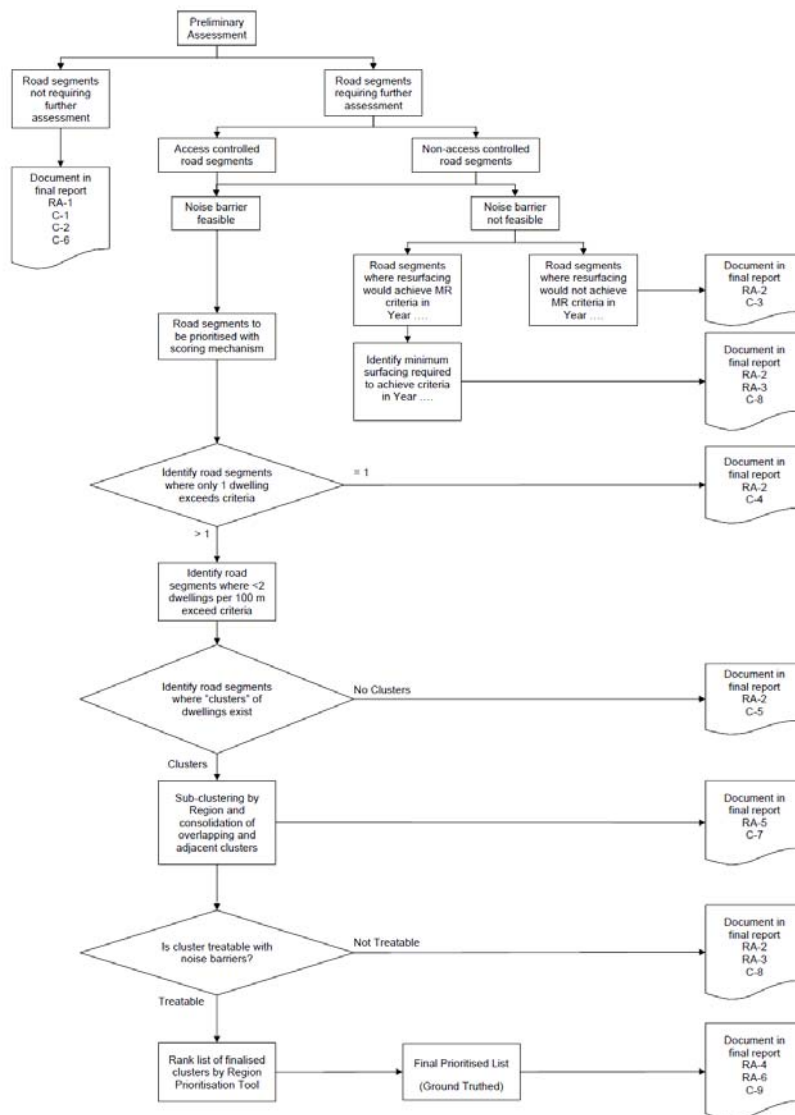 Preliminary
Assessment
Road segments
not requiring
further
assessment
Road segments
requiring further
assessment
Document in
final report
RA-1
C-1
C-2
C-6
Access controlled
road segments
Non-access controlled
road segments
Noise barrier
feasible
Noise barrier
not feasible
Road segments
where resurfacing
would achieve MR
criteria in
Year ....
Road segments
where resurfacing
would not achieve
MR criteria in
Year ....
Document in
final report
RA-2
C-3
Road segments to
be prioritised with
scoring mechanism
Identify minimum
surfacing required
to achieve criteria
in Year ....
Document in
final report
RA-2
RA-3
C-8
Identify road segments
where only 1 dwelling
exceeds criteria
= 1
Document in
final report
RA-2
C-4
> 1
Identify road
segments where <2
dwellings per 100 m
exceed criteria
Identify road segments
where "clusters" of
dwellings exist
No Clusters
Document in
final report
RA-2
C-5
Clusters
Sub-clustering by
Region and
consolidation of
overlapping and
adjacent clusters
Document in
final report
RA-5
C-7
Is cluster treatable with
noise barriers?
Not Treatable
Document in
final report
RA-2
RA-3
C-8
Treatable
Rank list of finalised
clusters by Region
Prioritisation Tool
Final Prioritised List
(Ground Truthed)
Document in
final report
RA-4
RA-6
C-9